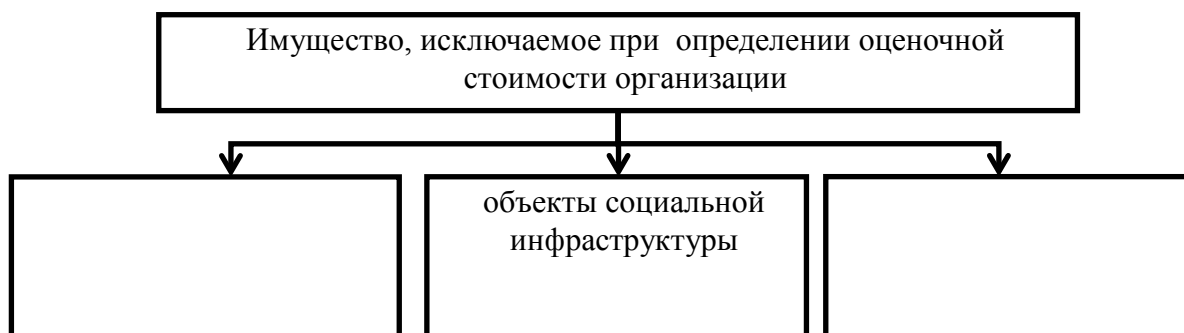 Имущество, исключаемое при определении оценочной
стоимости организации
объекты социальной
инфраструктуры